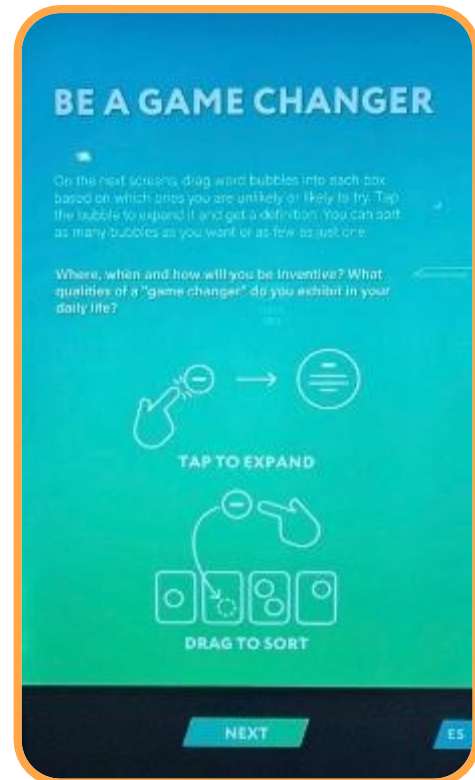 BE A GAME CHANGER
On the next screens, drag word bubbles into each box
based on which ones you are unlikely or likely to try. Tap
the bubble to expand it and get a definition. You can sort
as many bubbles as you want or as few as just one.
Where, when and how will you be inventive? What
qualities of a "game changer" do you exhibit in your
daily life?
TAP TO EXPAND
DRAG TO SORT
NEXT
ES